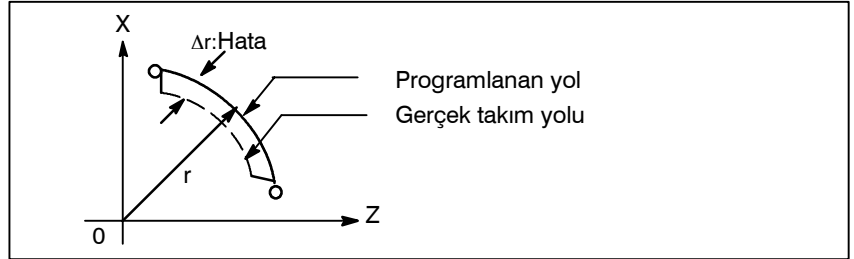 X
Δr:Hata
Programlanan yol
Gerçek takım yolu
r
Z
0